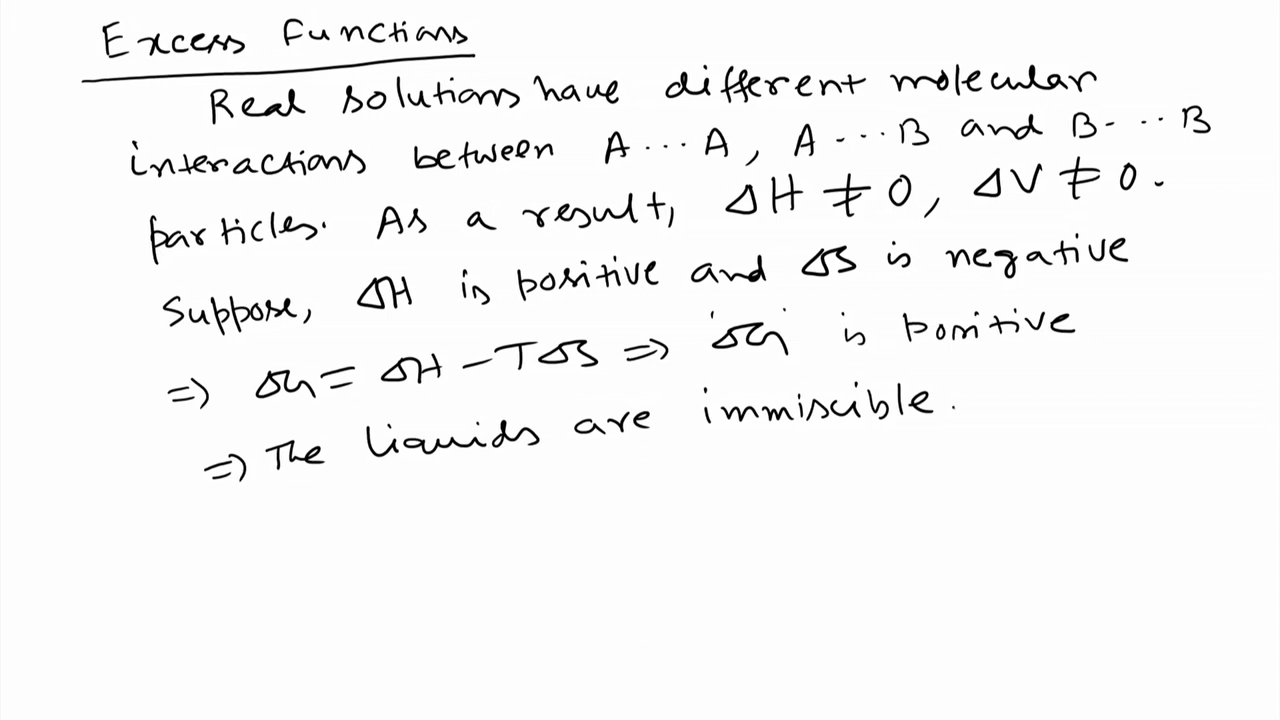 Excess Functions
Real solutions have different molecular
interactions between A...A, A---B and B---B
particles. As a result, ΔH ≠ 0, ΔV ≠ 0.
Suppose, ΔH is positive and ΔS is negative
=> ΔG = ΔH - TΔS => 'ΔG' is positive
=> The liquids are immiscible.